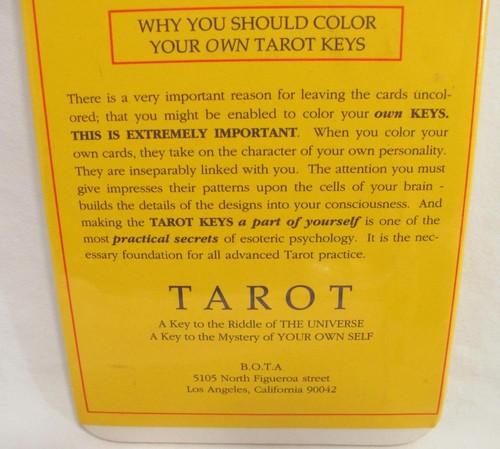 WHY YOU SHOULD COLOR
YOUR OWN TAROT KEYS
There is a very important reason for leaving the cards uncol-
ored; that you might be enabled to color your own KEYS.
THIS IS EXTREMELY IMPORTANT. When you color your
own cards, they take on the character of your own personality.
They are inseparably linked with you. The attention you must
give impresses their patterns upon the cells of your brain -
builds the details of the designs into your consciousness. And
making the TAROT KEYS a part of yourself is one of the
most practical secrets of esoteric psychology. It is the nec-
essary foundation for all advanced Tarot practice.
TAROT
A Key to the Riddle of THE UNIVERSE
A Key to the Mystery of YOUR OWN SELF
B.O.T.A
5105 North Figueroa street
Los Angeles, California 90042